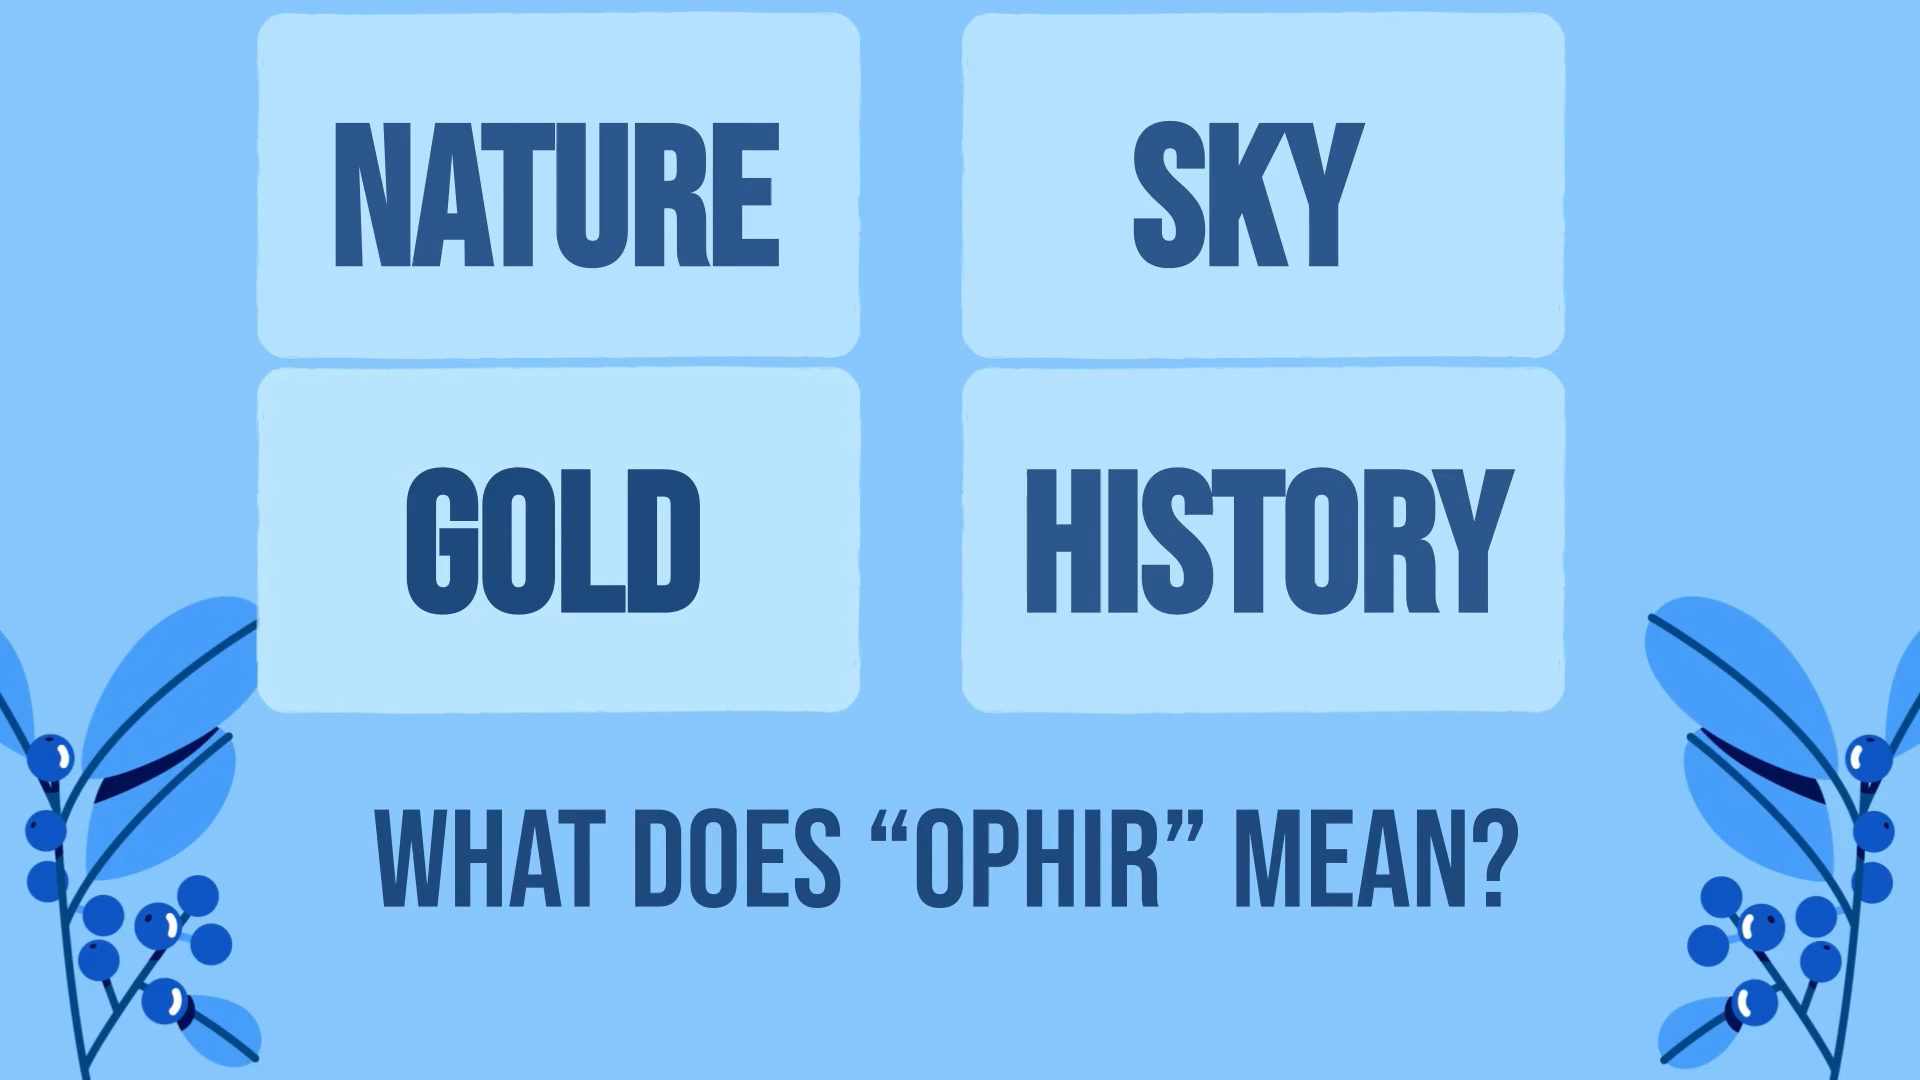 NATURE
SKY
GOLD
HISTORY
WHAT DOES “OPHIR” MEAN?